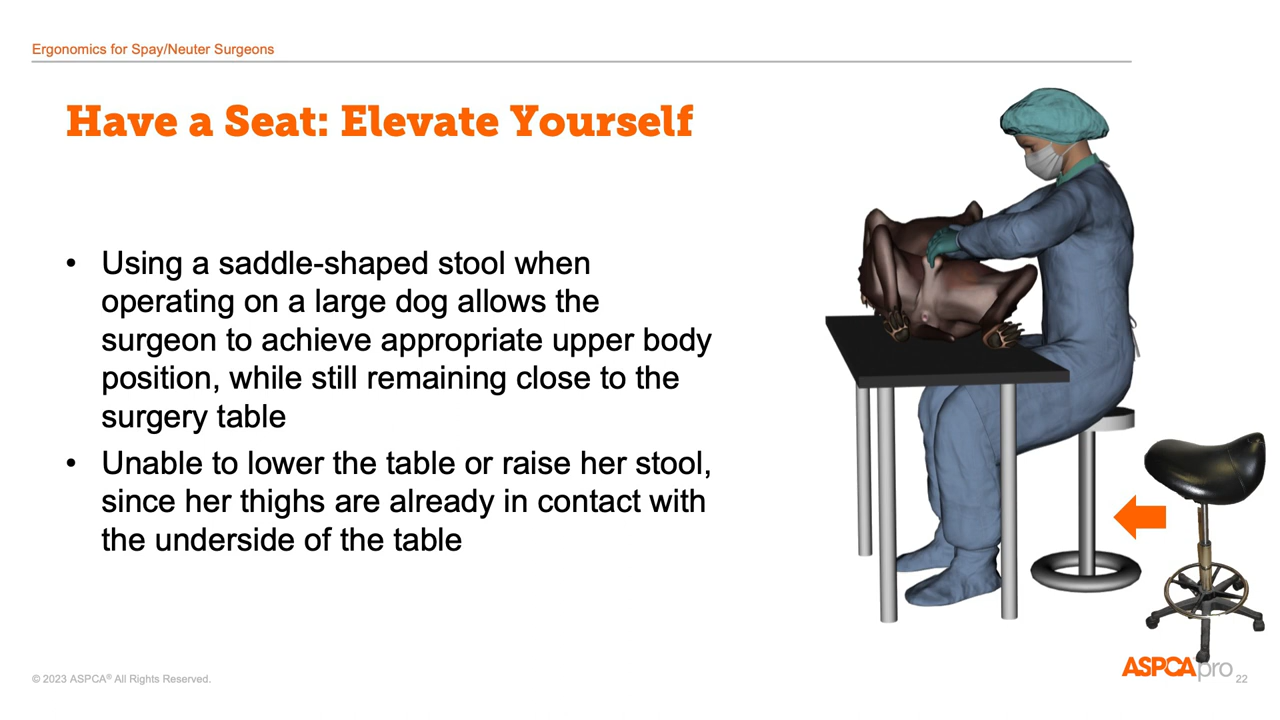 Ergonomics for Spay/Neuter Surgeons
Have a Seat: Elevate Yourself
• Using a saddle-shaped stool when
operating on a large dog allows the
surgeon to achieve appropriate upper body
position, while still remaining close to the
surgery table
• Unable to lower the table or raise her stool,
since her thighs are already in contact with
the underside of the table
© 2023 ASPCA® All Rights Reserved.
ASPCApro
22